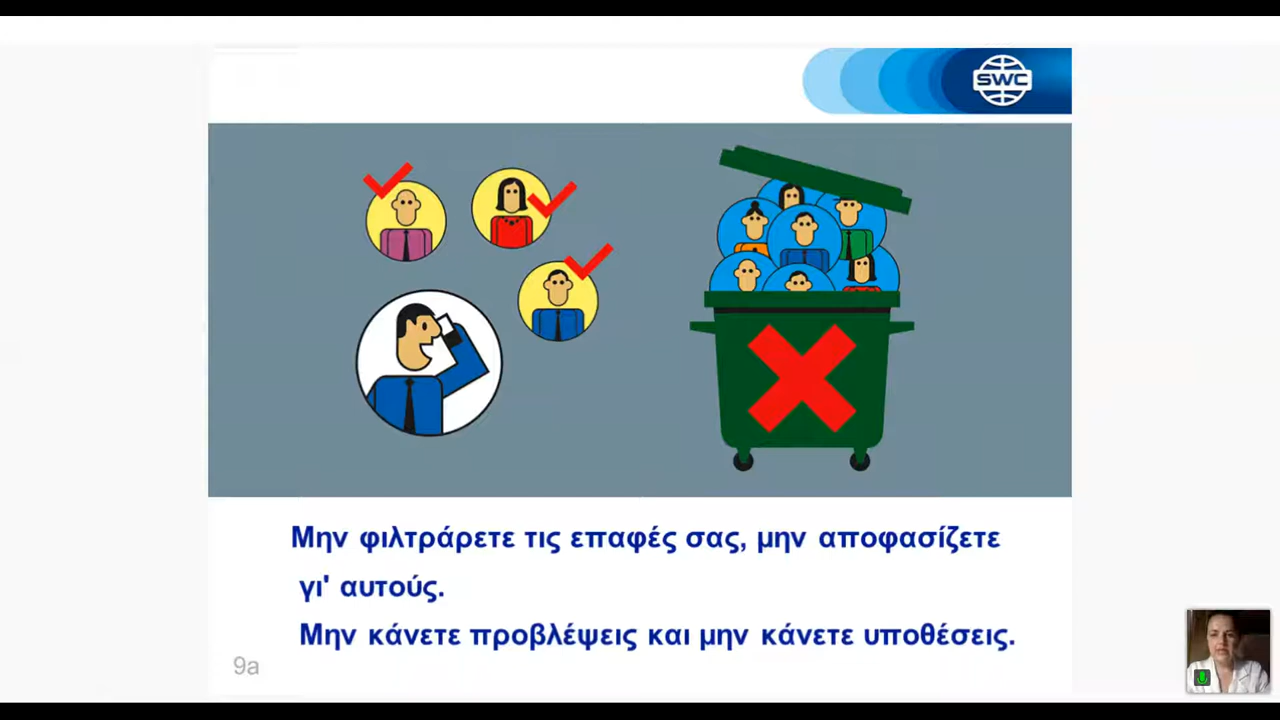 SWC
Μην φιλτράρετε τις επαφές σας, μην αποφασίζετε
γι' αυτούς.
Μην κάνετε προβλέψεις και μην κάνετε υποθέσεις.
9a